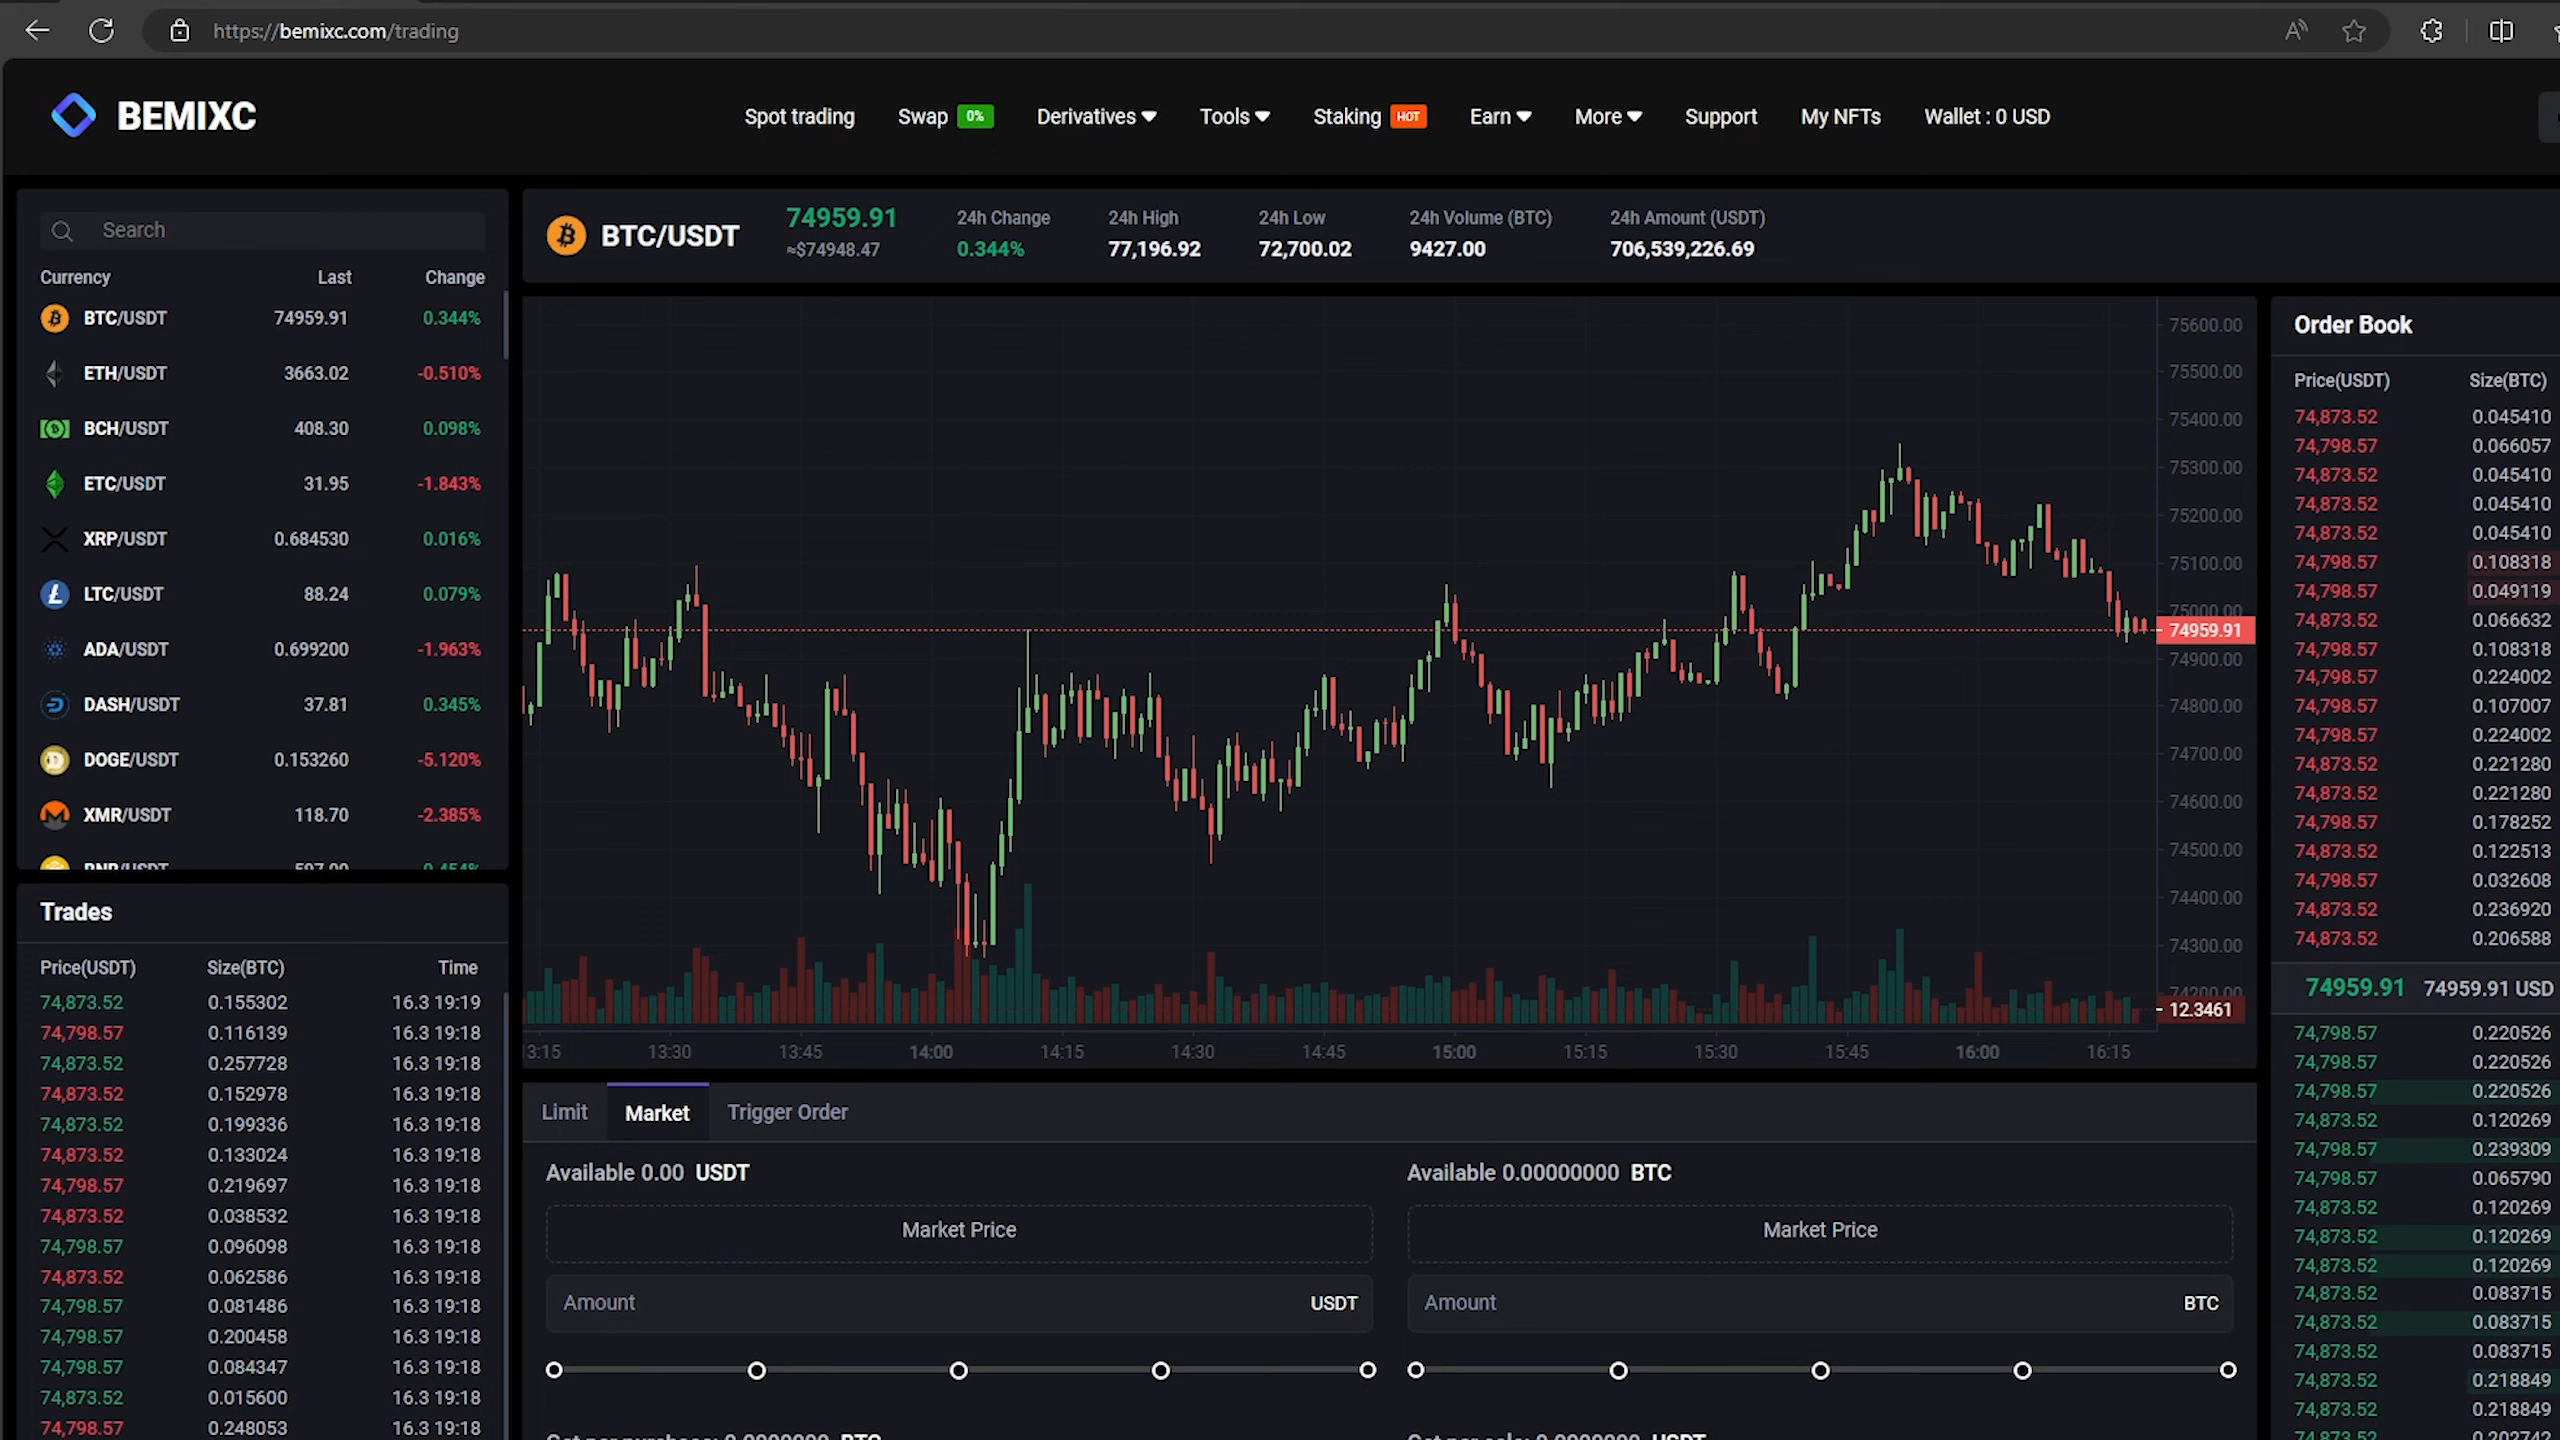 https://bemixc.com/trading
BEMIXC
Spot trading
Swap 0%
Derivatives
Tools
Staking HOT
Earn
More
Support
My NFTs
Wallet : 0 USD
Search
Currency Last Change
BTC/USDT 74959.91 0.344%
ETH/USDT 3663.02 -0.510%
BCH/USDT 408.30 0.098%
ETC/USDT 31.95 -1.843%
XRP/USDT 0.684530 0.016%
LTC/USDT 88.24 0.079%
ADA/USDT 0.699200 -1.963%
DASH/USDT 37.81 0.345%
DOGE/USDT 0.153260 -5.120%
XMR/USDT 118.70 -2.385%
Trades
Price(USDT) Size(BTC) Time
74,873.52 0.155302 16.3 19:19
74,798.57 0.116139 16.3 19:18
74,873.52 0.257728 16.3 19:18
74,873.52 0.152978 16.3 19:18
74,873.52 0.199336 16.3 19:18
74,873.52 0.133024 16.3 19:18
74,798.57 0.219697 16.3 19:18
74,873.52 0.038532 16.3 19:18
74,798.57 0.096098 16.3 19:18
74,873.52 0.062586 16.3 19:18
74,798.57 0.081486 16.3 19:18
74,798.57 0.200458 16.3 19:18
74,798.57 0.084347 16.3 19:18
74,873.52 0.015600 16.3 19:18
74,798.57 0.248053 16.3 19:18
BTC/USDT
74959.91
≈$74948.47
24h Change
0.344%
24h High
77,196.92
24h Low
72,700.02
24h Volume (BTC)
9427.00
24h Amount (USDT)
706,539,226.69
75600.00
75500.00
75400.00
75300.00
75200.00
75100.00
75000.00
74959.91
74900.00
74800.00
74700.00
74600.00
74500.00
74400.00
74300.00
74200.00
12.3461
3:15 13:30 13:45 14:00 14:15 14:30 14:45 15:00 15:15 15:30 15:45 16:00 16:15
Limit Market Trigger Order
Available 0.00 USDT
Market Price
Amount USDT
Available 0.00000000 BTC
Market Price
Amount BTC
Order Book
Price(USDT) Size(BTC)
74,873.52 0.045410
74,798.57 0.066057
74,873.52 0.045410
74,873.52 0.045410
74,873.52 0.045410
74,798.57 0.108318
74,798.57 0.049119
74,873.52 0.066632
74,798.57 0.108318
74,798.57 0.224002
74,798.57 0.107007
74,798.57 0.224002
74,873.52 0.221280
74,873.52 0.221280
74,798.57 0.178252
74,873.52 0.122513
74,798.57 0.032608
74,873.52 0.236920
74,873.52 0.206588
74959.91 74959.91 USD
74,798.57 0.220526
74,798.57 0.220526
74,798.57 0.220526
74,873.52 0.120269
74,798.57 0.239309
74,798.57 0.065790
74,873.52 0.120269
74,873.52 0.120269
74,873.52 0.120269
74,873.52 0.083715
74,873.52 0.083715
74,873.52 0.083715
74,873.52 0.218849
74,873.52 0.218849